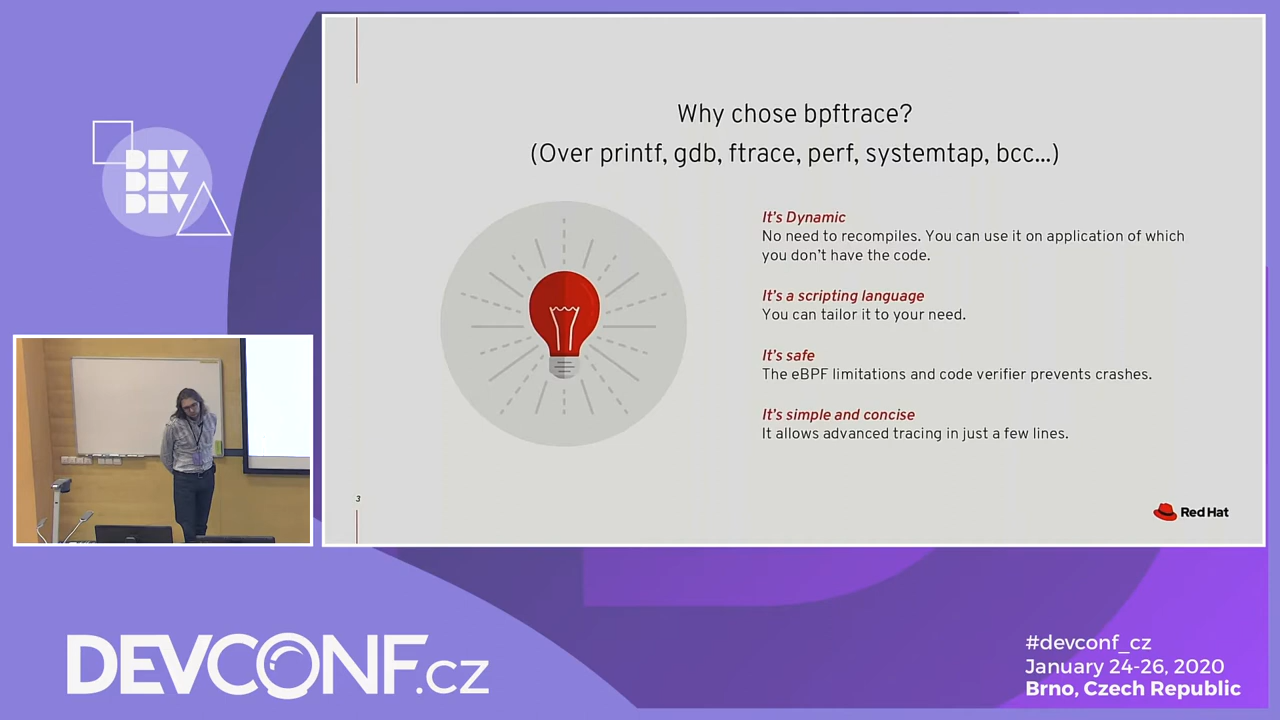 DEV
DEV
DEV
Why chose bpftrace?
(Over printf, gdb, ftrace, perf, systemtap, bcc...)
It's Dynamic
No need to recompiles. You can use it on application of which
you don't have the code.
It's a scripting language
You can tailor it to your need.
It's safe
The eBPF limitations and code verifier prevents crashes.
It's simple and concise
It allows advanced tracing in just a few lines.
3
Red Hat
DEVCONF.cz
#devconf_cz
January 24-26, 2020
Brno, Czech Republic